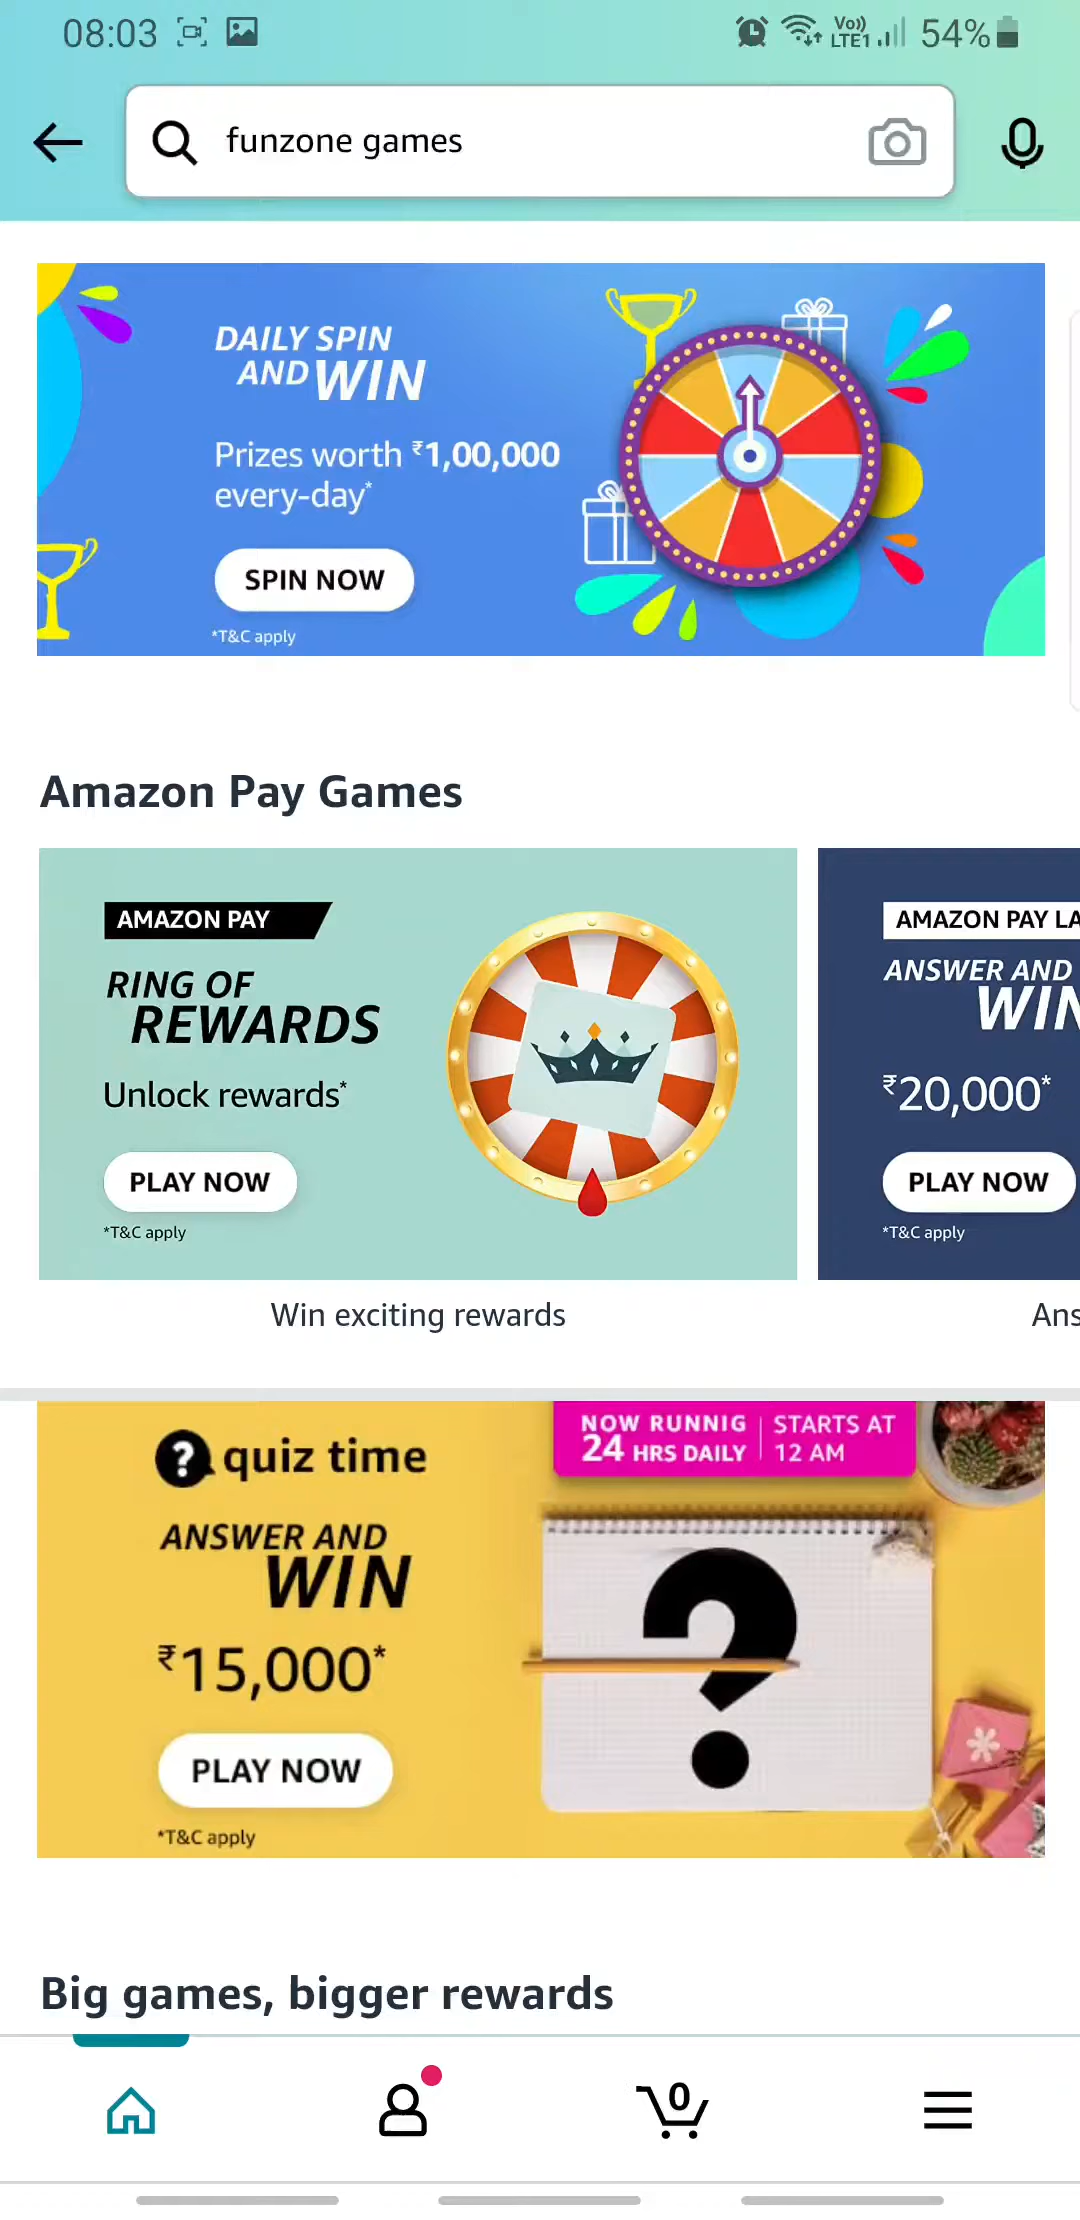 08:03
Vo))
LTE1
54%
funzone games
DAILY SPIN
AND WIN
Prizes worth ₹1,00,000
every-day*
SPIN NOW
*T&C apply
Amazon Pay Games
AMAZON PAY
RING OF
REWARDS
Unlock rewards*
PLAY NOW
*T&C apply
Win exciting rewards
AMAZON PAY LA
ANSWER AND
WIN
₹20,000*
PLAY NOW
*T&C apply
Ans
? quiz time
ANSWER AND
WIN
₹15,000*
PLAY NOW
*T&C apply
NOW RUNNIG
24 HRS DAILY
STARTS AT
12 AM
?
Big games, bigger rewards
0